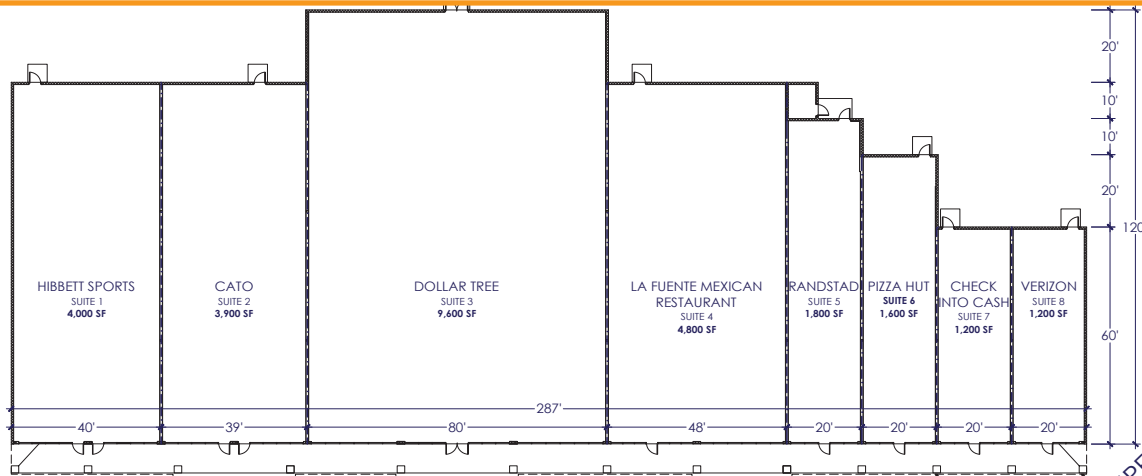 20'
10'
10'
20'
120'
60'
HIBBETT SPORTS
SUITE 1
4,000 SF
CATO
SUITE 2
3,900 SF
DOLLAR TREE
SUITE 3
9,600 SF
LA FUENTE MEXICAN
RESTAURANT
SUITE 4
4,800 SF
RANDSTAD
SUITE 5
1,800 SF
PIZZA HUT
SUITE 6
1,600 SF
CHECK
INTO CASH
SUITE 7
1,200 SF
VERIZON
SUITE 8
1,200 SF
287'
40'
39'
80'
48'
20'
20'
20'
20'